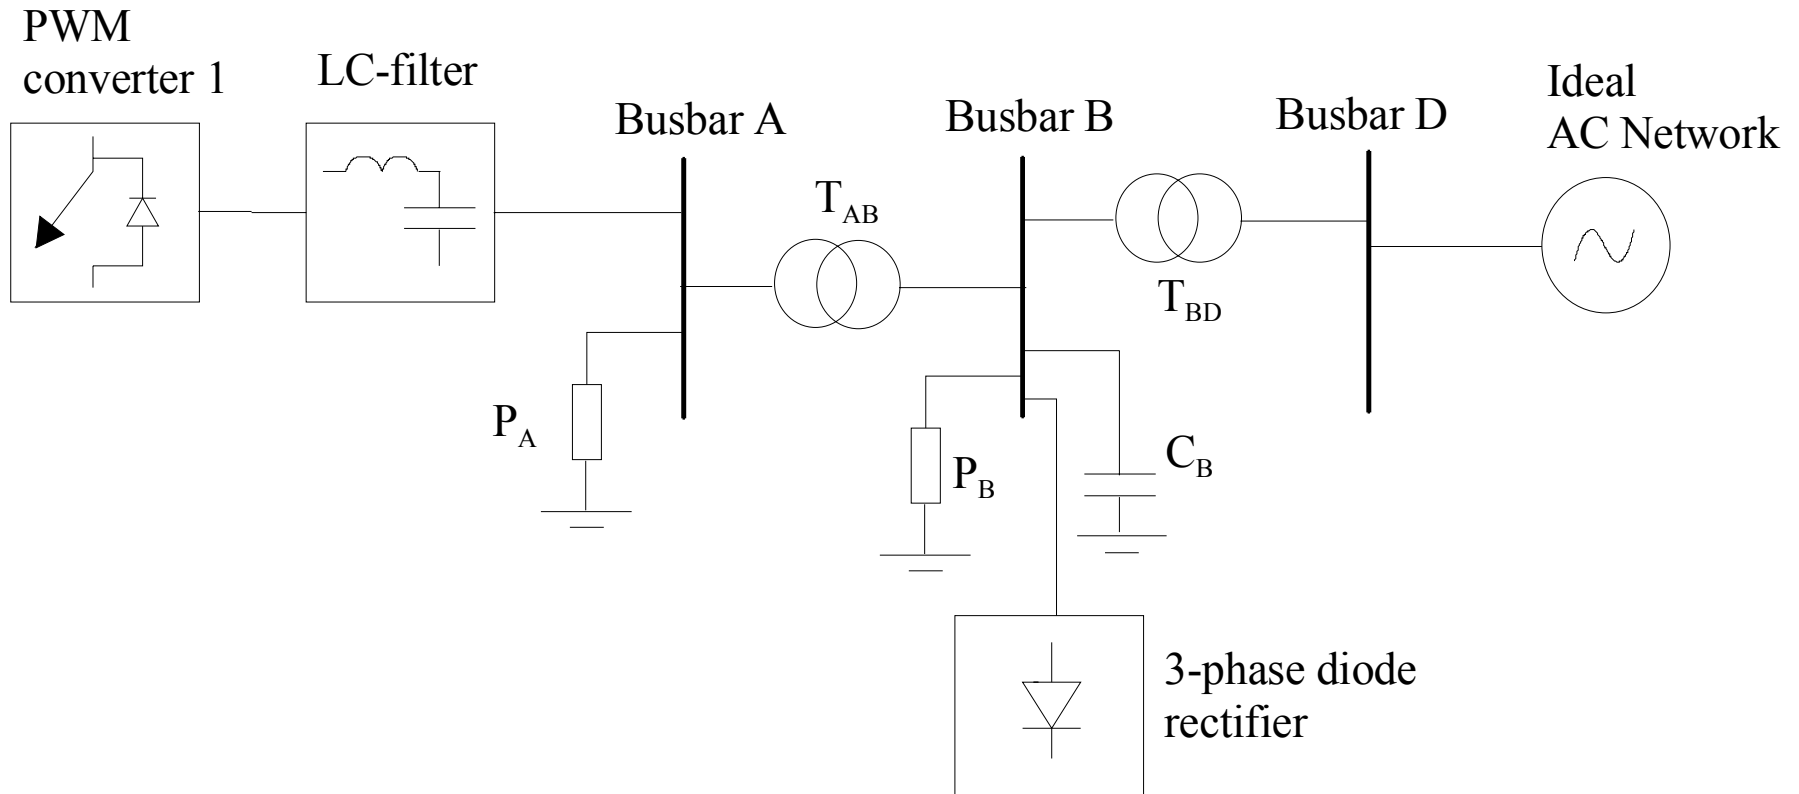 PWM
converter 1
LC-filter
Busbar A
Busbar B
Busbar D
Ideal
AC Network
T_AB
T_BD
P_A
P_B
C_B
3-phase diode
rectifier